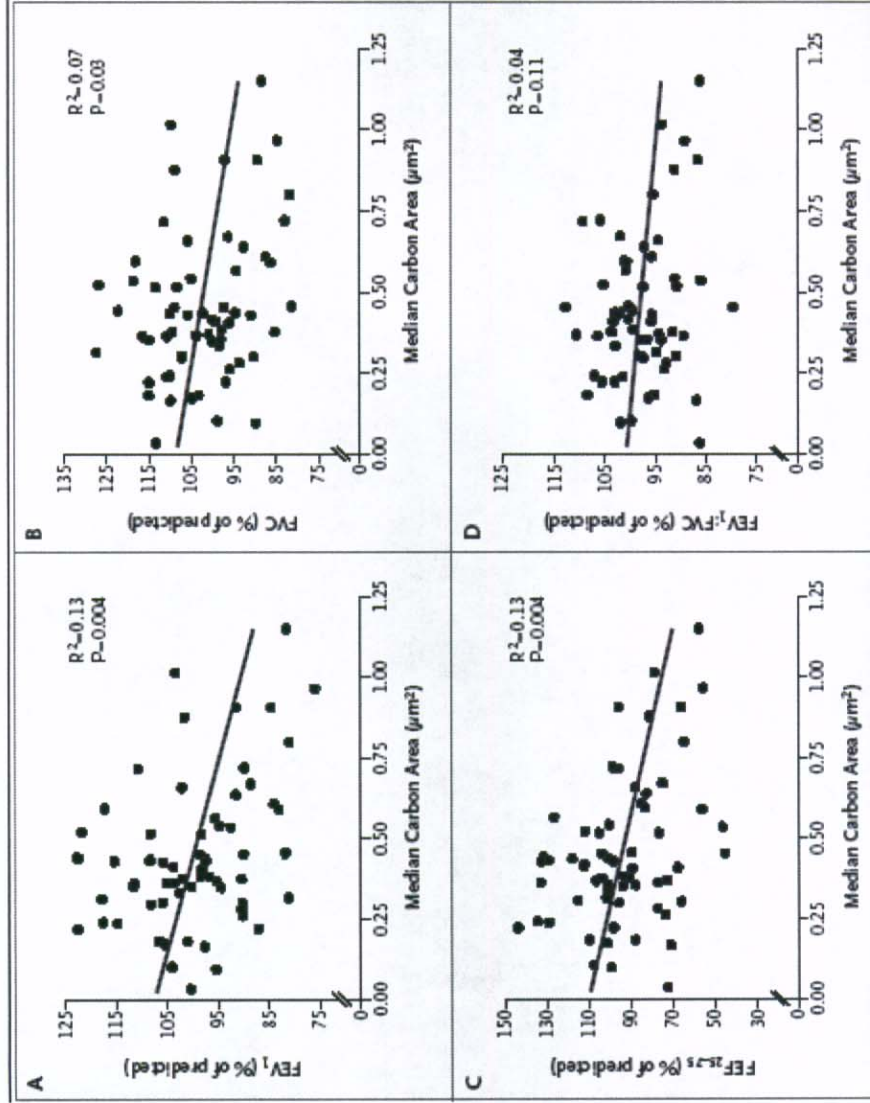 A
R²=0.13
P=0.004
FEV₁ (% of predicted)
125
115
105
95
85
75
0
0.00
0.25
0.50
0.75
1.00
1.25
Median Carbon Area (µm²)
B
R²=0.07
P=0.03
FVC (% of predicted)
135
125
115
105
95
85
75
0
0.00
0.25
0.50
0.75
1.00
1.25
Median Carbon Area (µm²)
C
R²=0.13
P=0.004
FEF₂₅₋₇₅ (% of predicted)
150
130
110
90
70
50
30
0
0.00
0.25
0.50
0.75
1.00
1.25
Median Carbon Area (µm²)
D
R²=0.04
P=0.11
FEV₁:FVC (% of predicted)
125
115
105
95
85
75
0
0.00
0.25
0.50
0.75
1.00
1.25
Median Carbon Area (µm²)